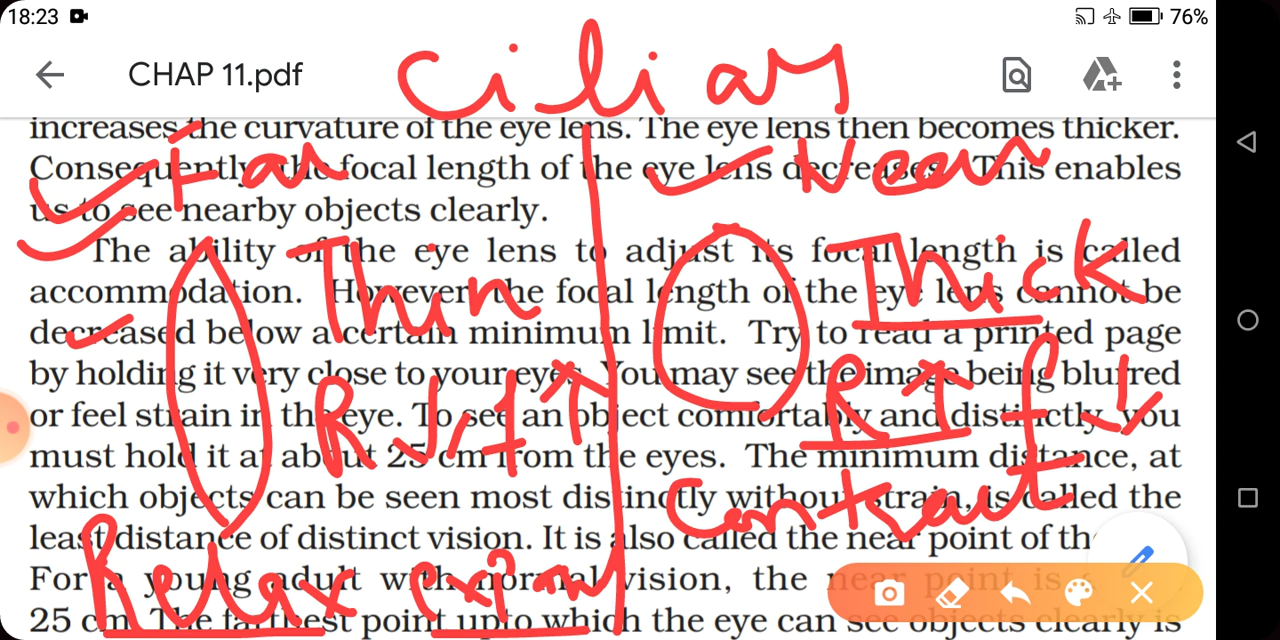 18:23
76%
CHAP 11.pdf
Ciliary
increases the curvature of the eye lens. The eye lens then becomes thicker.
Consequently, the focal length of the eye lens decreases. This enables
us to see nearby objects clearly.
Far
Near
The ability of the eye lens to adjust its focal length is called
accommodation. However, the focal length of the eye lens cannot be
decreased below a certain minimum limit. Try to read a printed page
by holding it very close to your eyes. You may see the image being blurred
or feel strain in the eye. To see an object comfortably and distinctly, you
must hold it at about 25 cm from the eyes. The minimum distance, at
which objects can be seen most distinctly without strain, is called the
least distance of distinct vision. It is also called the near point of the
For a young adult with normal vision, the near point is
25 cm. The farthest point upto which the eye can see objects clearly is
Thin
Thick
R↓ f↑
R↑ f↓
Contract
Relax